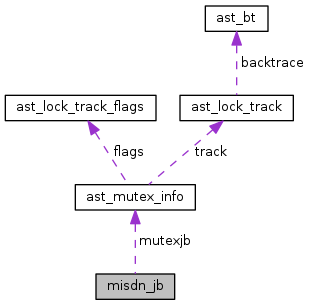 ast_bt
backtrace
ast_lock_track_flags
ast_lock_track
flags
track
ast_mutex_info
mutexjb
misdn_jb